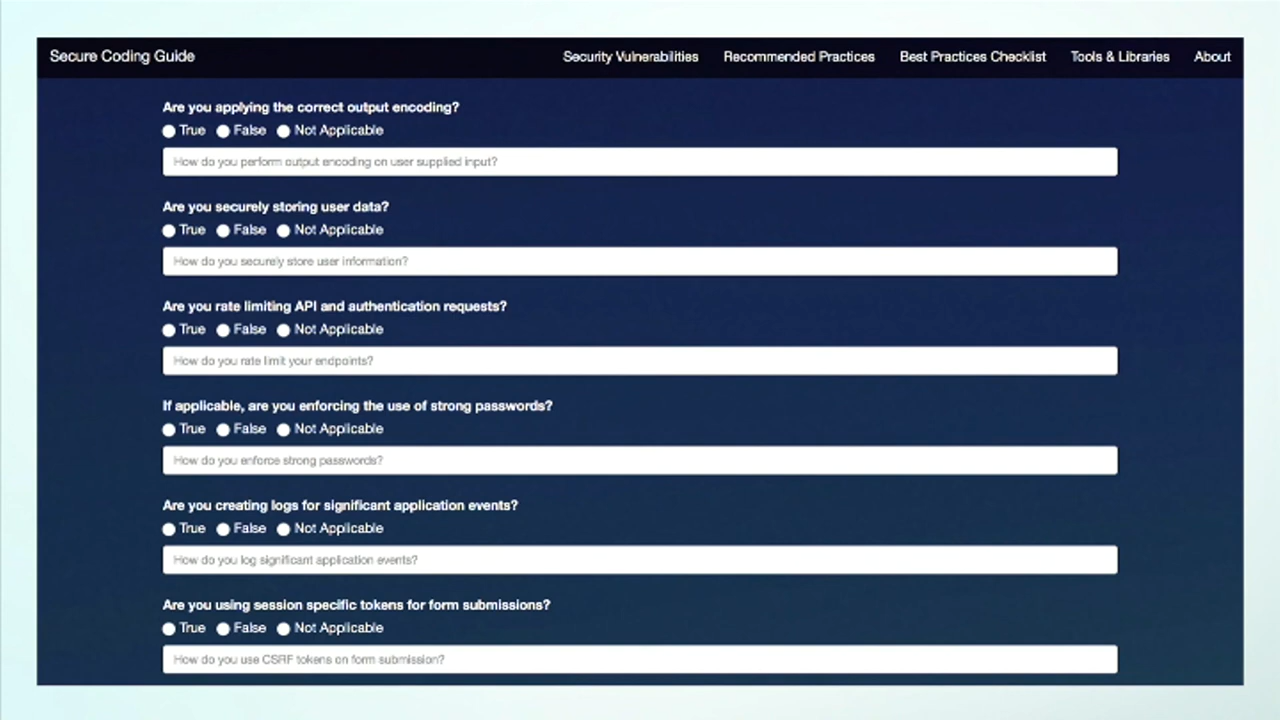 Secure Coding Guide Security Vulnerabilities Recommended Practices Best Practices Checklist Tools & Libraries About
Are you applying the correct output encoding?
True False Not Applicable
How do you perform output encoding on user supplied input?
Are you securely storing user data?
True False Not Applicable
How do you securely store user information?
Are you rate limiting API and authentication requests?
True False Not Applicable
How do you rate limit your endpoints?
If applicable, are you enforcing the use of strong passwords?
True False Not Applicable
How do you enforce strong passwords?
Are you creating logs for significant application events?
True False Not Applicable
How do you log significant application events?
Are you using session specific tokens for form submissions?
True False Not Applicable
How do you use CSRF tokens on form submission?